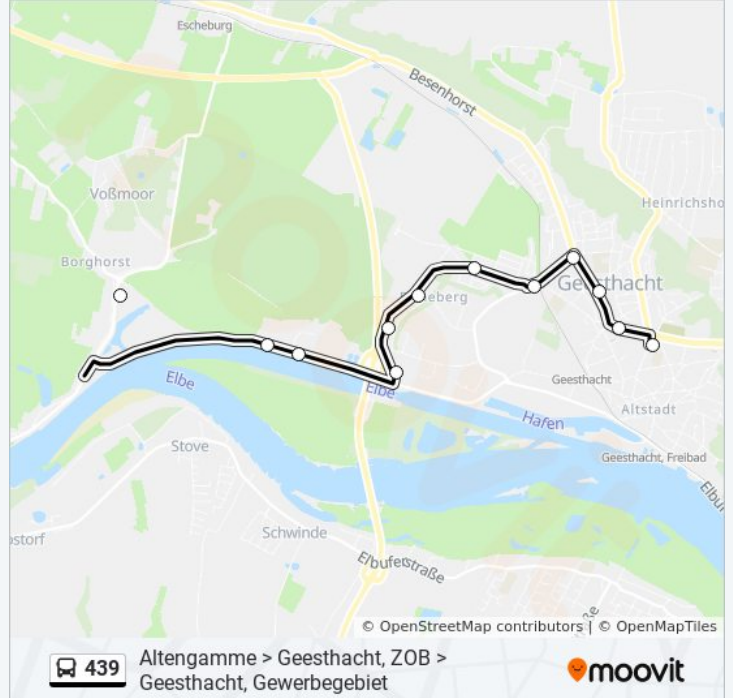 Escheburg
Besenhorst
Voßmoor
Heinrichsho
Borghorst
Geesthacht
Elbe
Elbe
Geesthacht
Altstadt
Hafen
Stove
Geesthacht, Freibad
storf
Schwinde
Elbuferstraße
© OpenStreetMap contributors | © OpenMapTiles
439
Altengamme > Geesthacht, ZOB >
Geesthacht, Gewerbegebiet
moovit